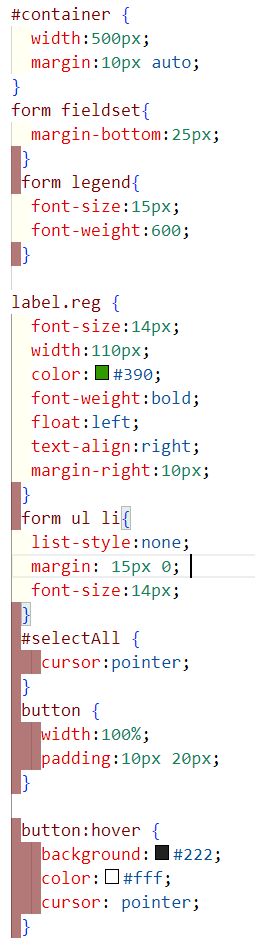 #container {
  width:500px;
  margin:10px auto;
}
form fieldset{
  margin-bottom:25px;
 }
 form legend{
  font-size:15px;
  font-weight:600;
 }

label.reg {
  font-size:14px;
  width:110px;
  color:#390;
  font-weight:bold;
  float:left;
  text-align:right;
  margin-right:10px;
 }
 form ul li{
  list-style:none;
  margin: 15px 0;
  font-size:14px;
 }
 #selectAll {
   cursor:pointer;
 }
 button {
   width:100%;
   padding:10px 20px;
 }

 button:hover {
   background:#222;
   color:#fff;
   cursor: pointer;
 }